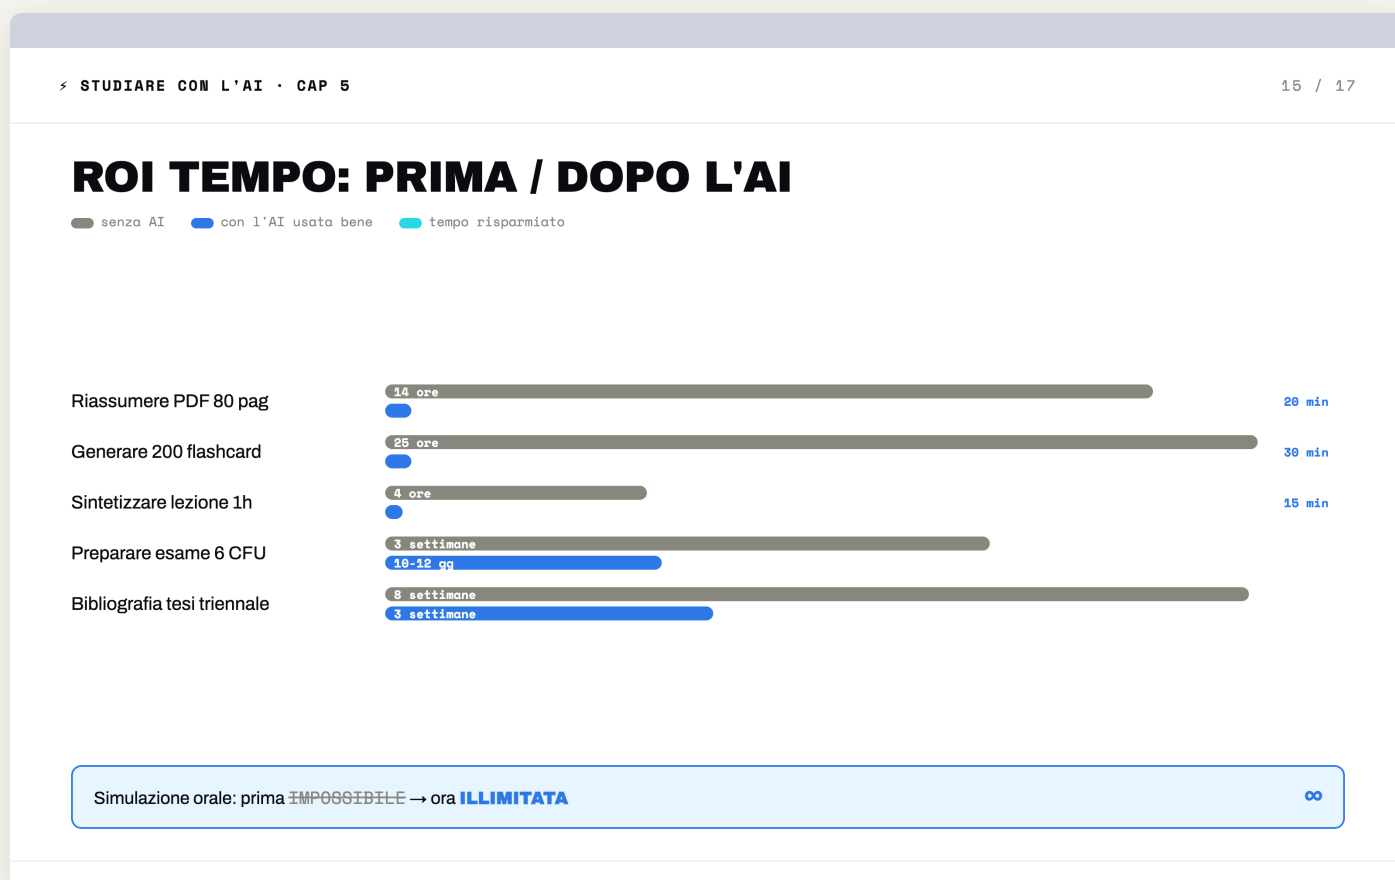 ⚡ STUDIARE CON L'AI · CAP 5
15 / 17
ROI TEMPO: PRIMA / DOPO L'AI
senza AI con l'AI usata bene tempo risparmiato
Riassumere PDF 80 pag
14 ore
20 min
Generare 200 flashcard
25 ore
30 min
Sintetizzare lezione 1h
4 ore
15 min
Preparare esame 6 CFU
3 settimane
10-12 gg
Bibliografia tesi triennale
8 settimane
3 settimane
Simulazione orale: prima IMPOSSIBILE → ora ILLIMITATA ∞